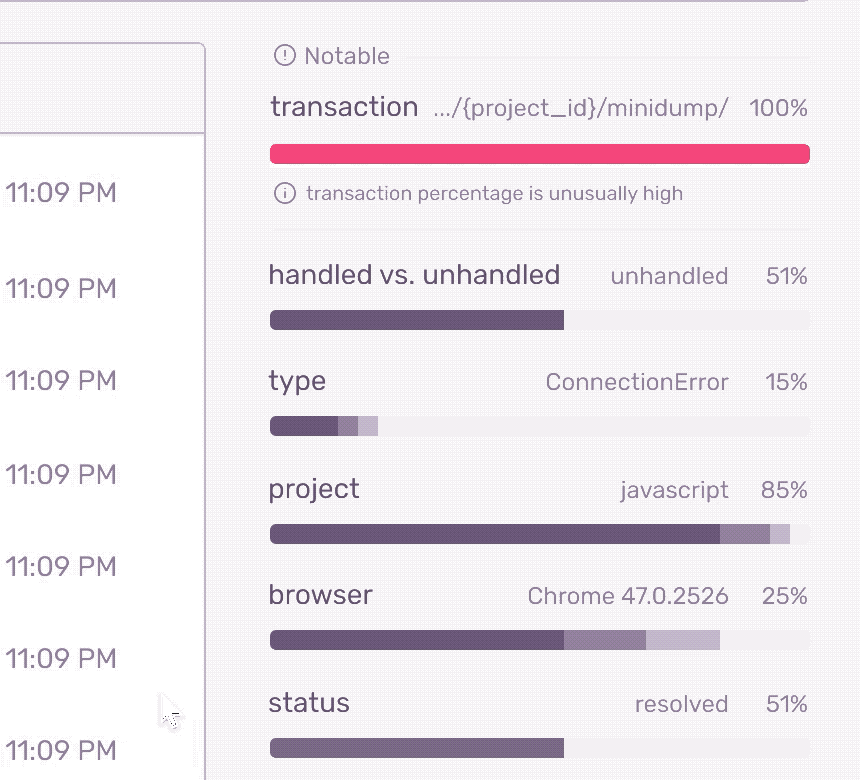 Notable
transaction .../{project_id}/minidump/ 100%
11:09 PM
transaction percentage is unusually high
handled vs. unhandled unhandled 51%
11:09 PM
type ConnectionError 15%
11:09 PM
11:09 PM
project javascript 85%
11:09 PM
browser Chrome 47.0.2526 25%
11:09 PM
status resolved 51%
11:09 PM